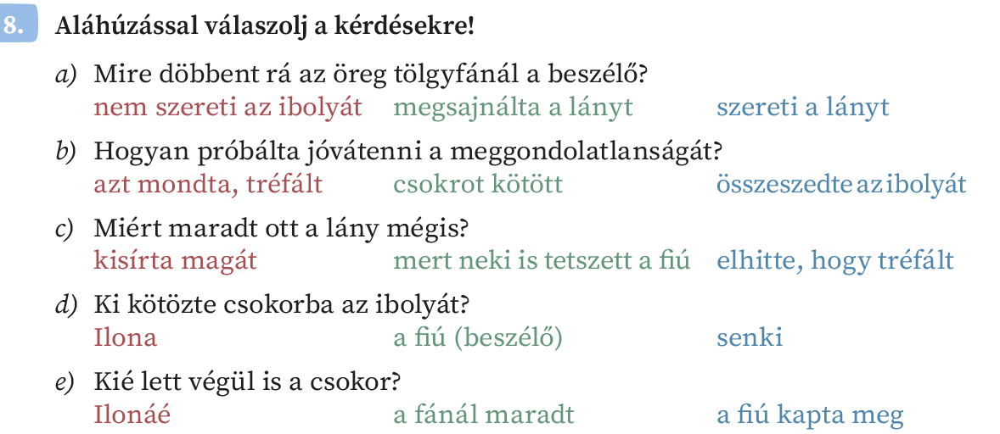 8. Aláhúzással válaszolj a kérdésekre!
a) Mire döbbent rá az öreg tölgyfánál a beszélő?
nem szereti az ibolyát megsajnálta a lányt szereti a lányt
b) Hogyan próbálta jóvátenni a meggondolatlanságát?
azt mondta, tréfált csokrot kötött összeszedte az ibolyát
c) Miért maradt ott a lány mégis?
kisírta magát mert neki is tetszett a fiú elhitte, hogy tréfált
d) Ki kötözte csokorba az ibolyát?
Ilona a fiú (beszélő) senki
e) Kié lett végül is a csokor?
Ilonáé a fánál maradt a fiú kapta meg